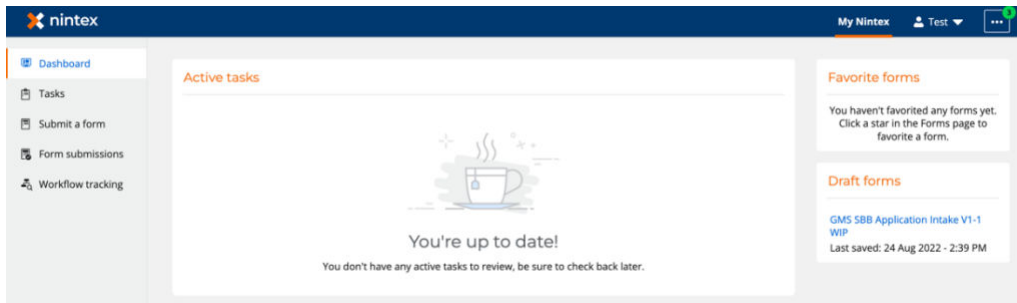 nintex
My Nintex
Test
3
Dashboard
Tasks
Submit a form
Form submissions
Workflow tracking
Active tasks
You're up to date!
You don't have any active tasks to review, be sure to check back later.
Favorite forms
You haven't favorited any forms yet.
Click a star in the Forms page to
favorite a form.
Draft forms
GMS SBB Application Intake V1-1
WIP
Last saved: 24 Aug 2022 - 2:39 PM